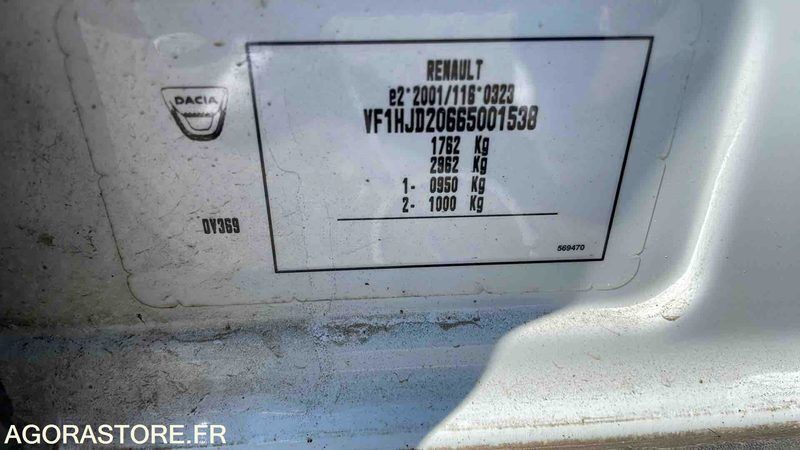 RENAULT
e2*2001/116*0323
VF1HJD20665001538
1762 Kg
2962 Kg
1- 0950 Kg
2- 1000 Kg
DACIA
OV369
569470
AGORASTORE.FR